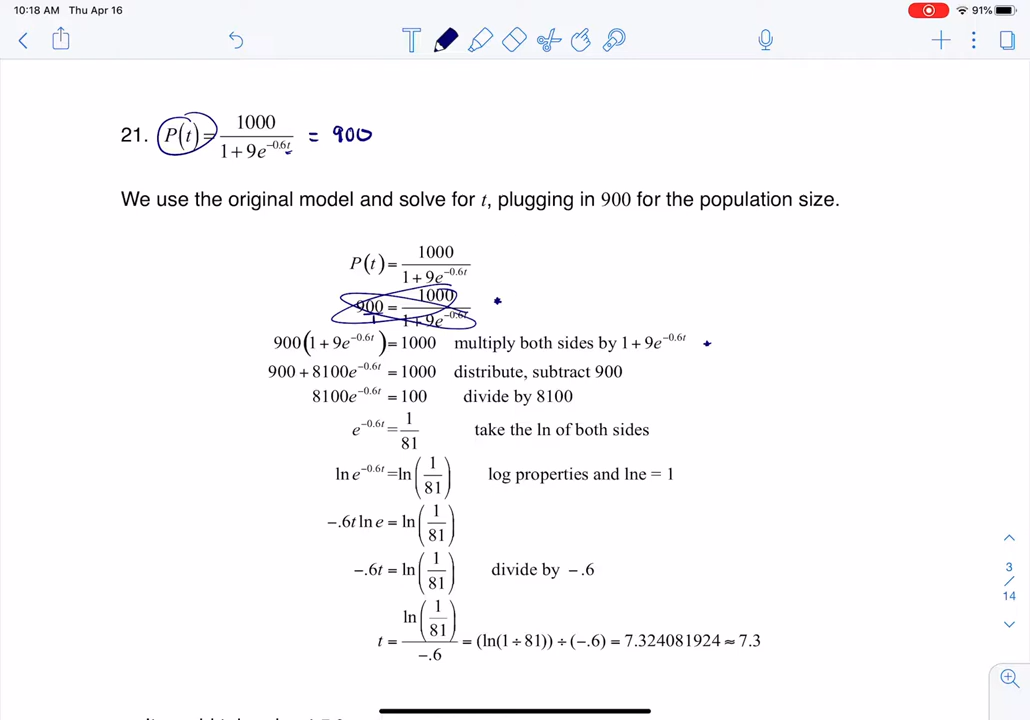 10:18 AM Thu Apr 16 91%
T
21. P(t) = 1000 / (1 + 9e^(-0.6t)) = 900
We use the original model and solve for t, plugging in 900 for the population size.
P(t) = 1000 / (1 + 9e^(-0.6t))
900/1 = 1000 / (1 + 9e^(-0.6t))
900(1 + 9e^(-0.6t)) = 1000 multiply both sides by 1 + 9e^(-0.6t)
900 + 8100e^(-0.6t) = 1000 distribute, subtract 900
8100e^(-0.6t) = 100 divide by 8100
e^(-0.6t) = 1/81 take the ln of both sides
ln e^(-0.6t) = ln(1/81) log properties and lne = 1
-.6t ln e = ln(1/81)
-.6t = ln(1/81) divide by -.6
t = ln(1/81) / -.6 = (ln(1÷81)) ÷ (-.6) = 7.324081924 ≈ 7.3
3
/
14